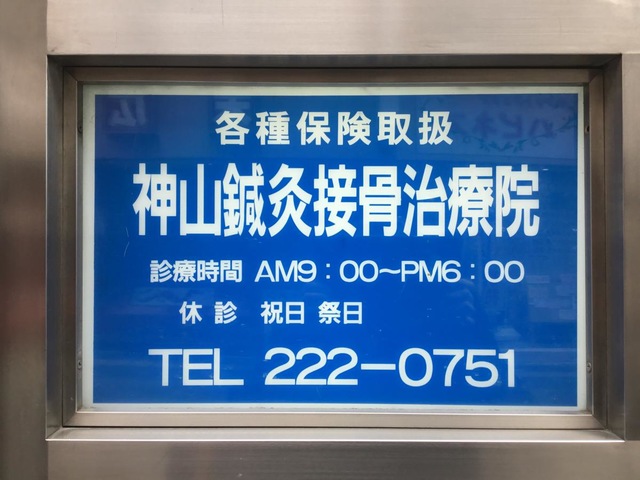 各種保険取扱
神山鍼灸接骨治療院
診療時間 AM9:00~PM6:00
休診 祝日 祭日
TEL 222-0751